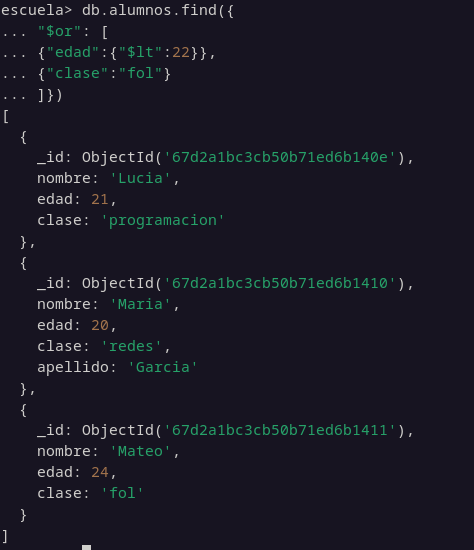 escuela> db.alumnos.find({
... "$or": [
... {"edad":{"$lt":22}},
... {"clase":"fol"}
... ]})
[
  {
    _id: ObjectId('67d2a1bc3cb50b71ed6b140e'),
    nombre: 'Lucia',
    edad: 21,
    clase: 'programacion'
  },
  {
    _id: ObjectId('67d2a1bc3cb50b71ed6b1410'),
    nombre: 'Maria',
    edad: 20,
    clase: 'redes',
    apellido: 'Garcia'
  },
  {
    _id: ObjectId('67d2a1bc3cb50b71ed6b1411'),
    nombre: 'Mateo',
    edad: 24,
    clase: 'fol'
  }
]